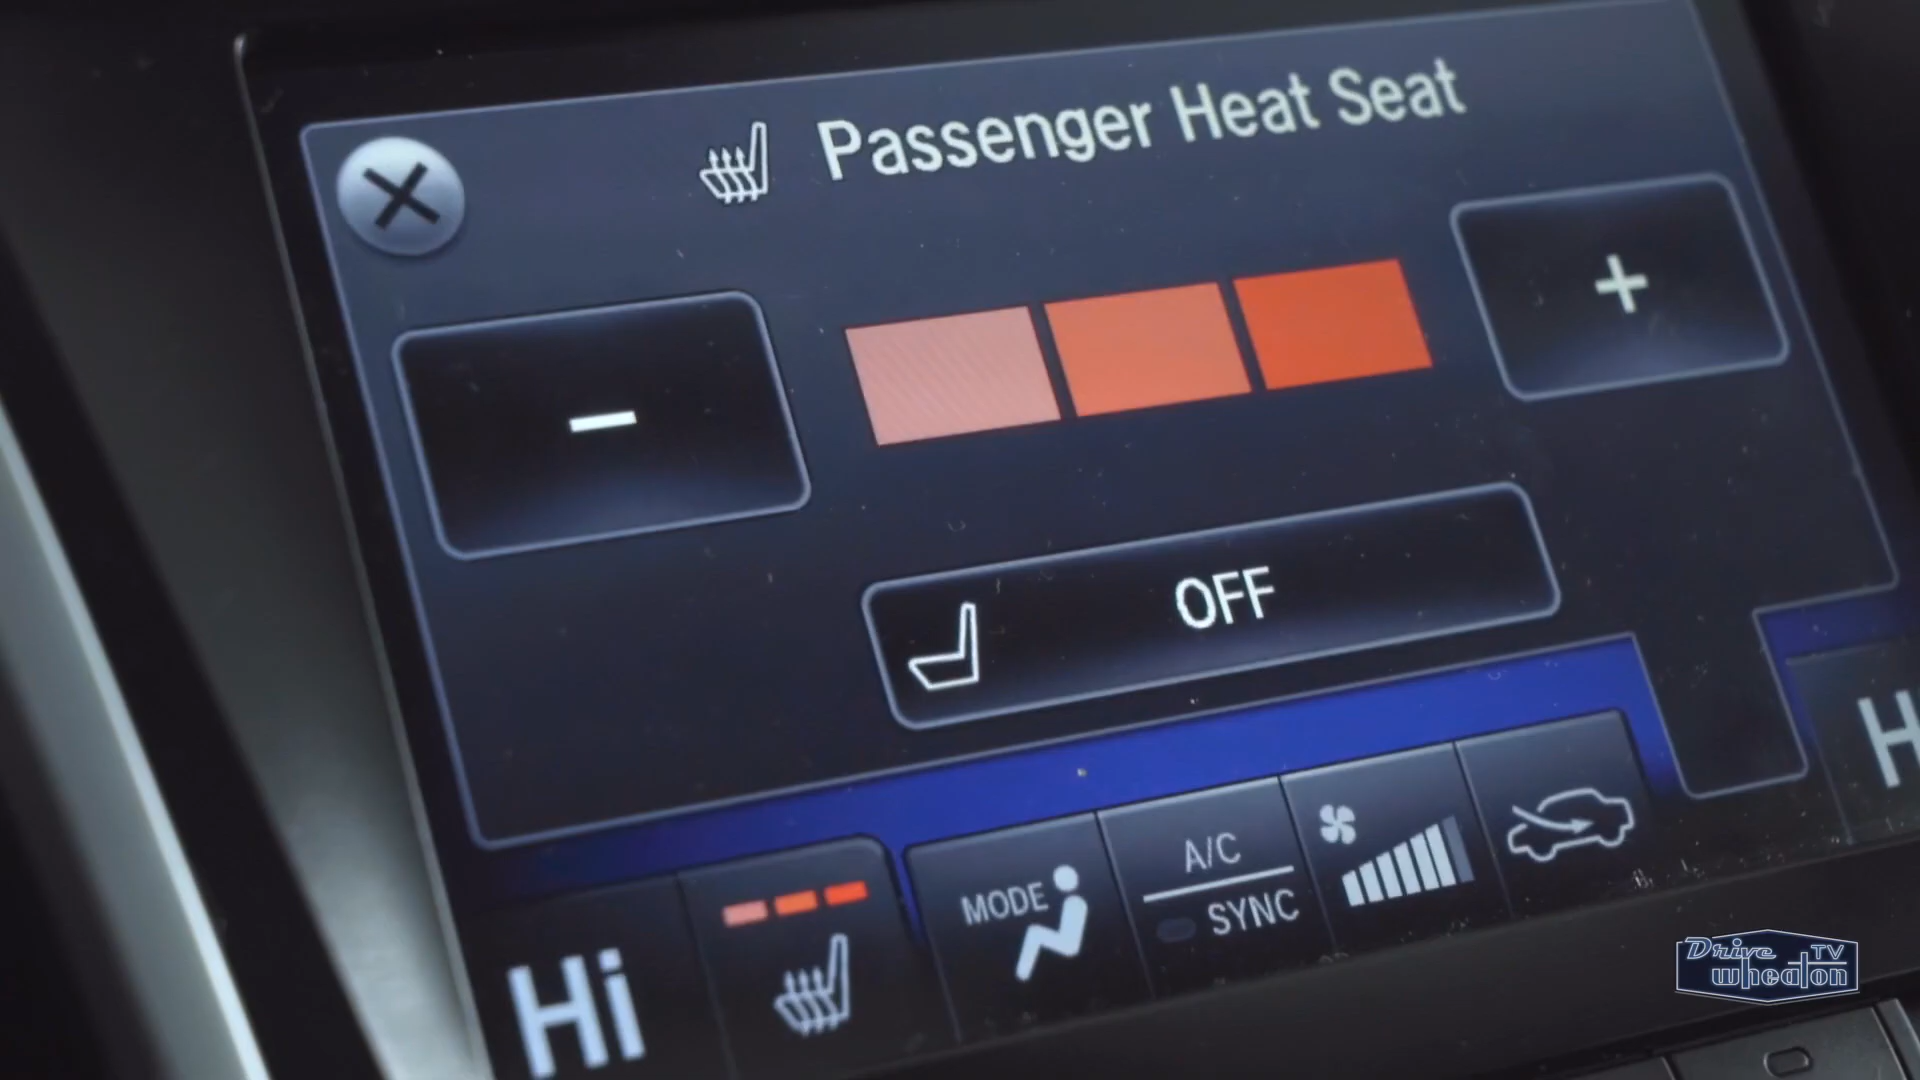 Passenger Heat Seat
OFF
Hi
MODE
A/C
SYNC
Drive TV
wheaton